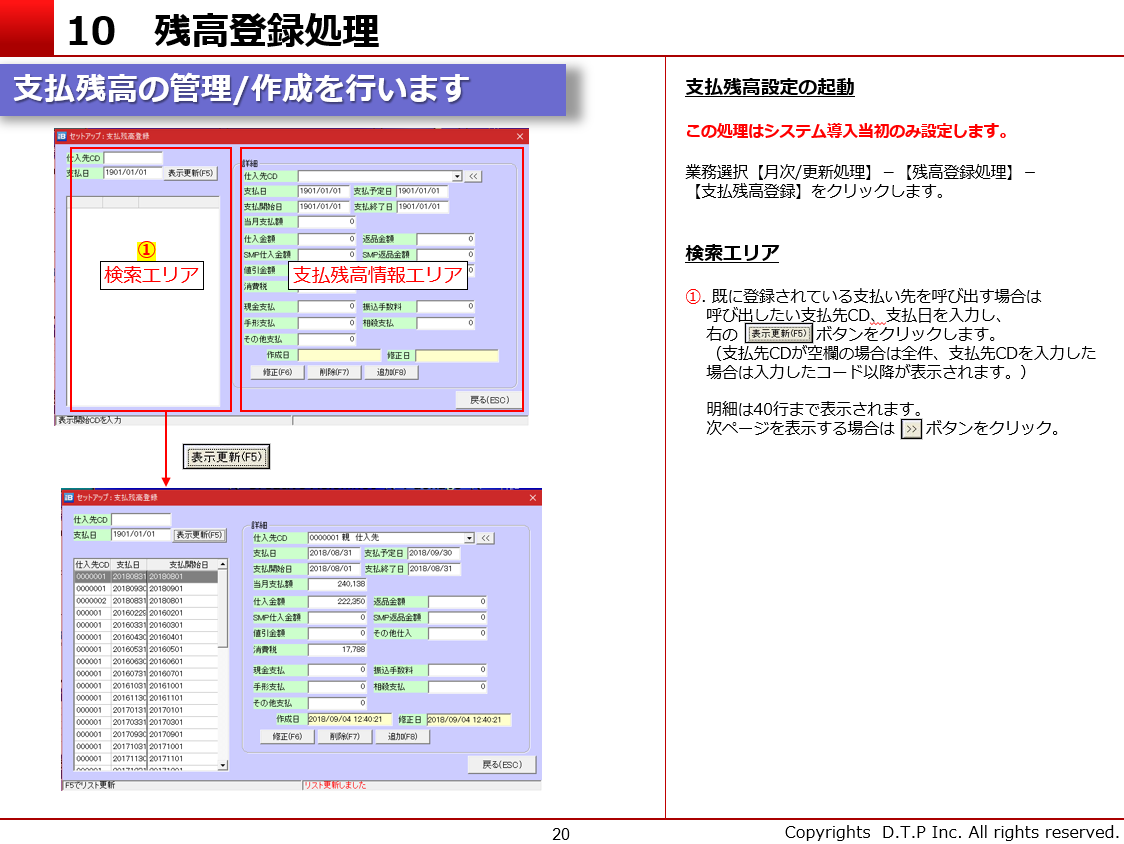 10 残高登録処理
支払残高の管理/作成を行います
セットアップ：支払残高登録
仕入先CD
支払日 1901/01/01 表示更新(F5)
①
検索エリア
詳細
仕入先CD <<
支払日 1901/01/01 支払予定日 1901/01/01
支払開始日 1901/01/01 支払終了日 1901/01/01
当月支払額 0
仕入金額 0 返品金額 0
SMP仕入金額 0 SMP返品金額 0
値引金額 0
支払残高情報エリア
消費税
現金支払 0 振込手数料 0
手形支払 0 相殺支払 0
その他支払 0
作成日 修正日
修正(F6) 削除(F7) 追加(F8)
戻る(ESC)
表示開始CDを入力
表示更新(F5)
セットアップ：支払残高登録
仕入先CD
支払日 1901/01/01 表示更新(F5)
仕入先CD 支払日 支払開始日
0000001 20180831 20180801
0000001 20180930 20180901
0000002 20180831 20180801
000001 20160229 20160201
000001 20160331 20160301
000001 20160430 20160401
000001 20160531 20160501
000001 20160630 20160601
000001 20160731 20160701
000001 20161031 20161001
000001 20161130 20161101
000001 20170131 20170101
000001 20170331 20170301
000001 20170930 20170901
000001 20171031 20171001
000001 20171130 20171101
詳細
仕入先CD 0000001 親 仕入先 <<
支払日 2018/08/31 支払予定日 2018/09/30
支払開始日 2018/08/01 支払終了日 2018/08/31
当月支払額 240,138
仕入金額 222,350 返品金額 0
SMP仕入金額 0 SMP返品金額 0
値引金額 0 その他仕入 0
消費税 17,788
現金支払 0 振込手数料 0
手形支払 0 相殺支払 0
その他支払 0
作成日 2018/09/04 12:40:21 修正日 2018/09/04 12:40:21
修正(F6) 削除(F7) 追加(F8)
戻る(ESC)
F5でリスト更新 リスト更新しました
支払残高設定の起動
この処理はシステム導入当初のみ設定します。
業務選択【月次/更新処理】－【残高登録処理】－
【支払残高登録】をクリックします。
検索エリア
①. 既に登録されている支払い先を呼び出す場合は
呼び出したい支払先CD、支払日を入力し、
右の 表示更新(F5) ボタンをクリックします。
（支払先CDが空欄の場合は全件、支払先CDを入力した
場合は入力したコード以降が表示されます。）
明細は40行まで表示されます。
次ページを表示する場合は >> ボタンをクリック。
20
Copyrights D.T.P Inc. All rights reserved.